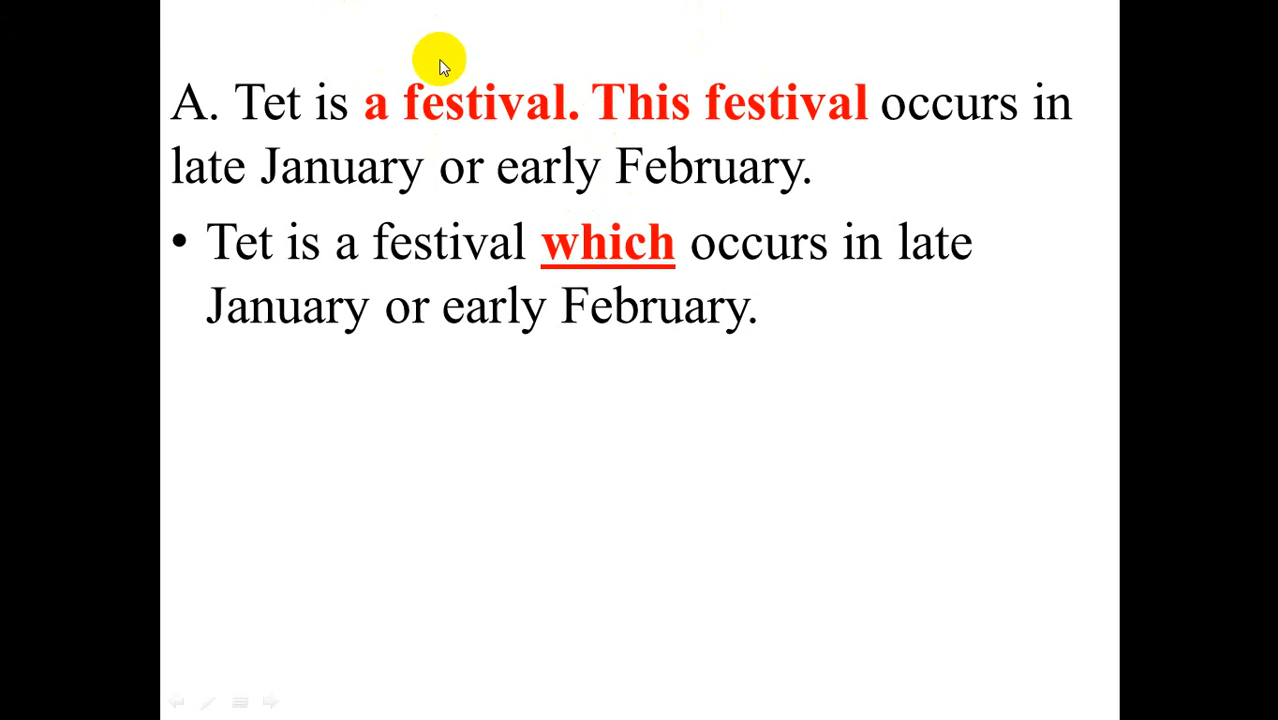 A. Tet is a festival. This festival occurs in
late January or early February.
• Tet is a festival which occurs in late
January or early February.